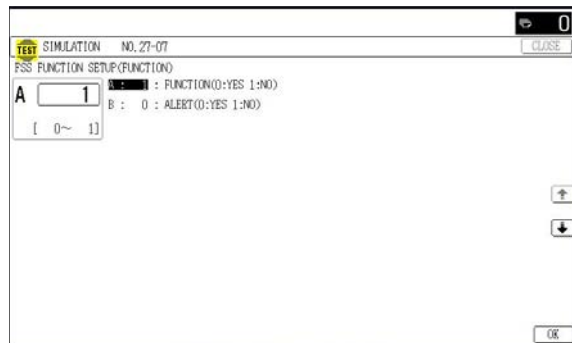 0
TEST SIMULATION NO. 27-07 CLOSE
FSS FUNCTION SETUP(FUNCTION)
A 1
[ 0~ 1]
A : 1 : FUNCTION(0:YES 1:NO)
B : 0 : ALERT(0:YES 1:NO)
OK